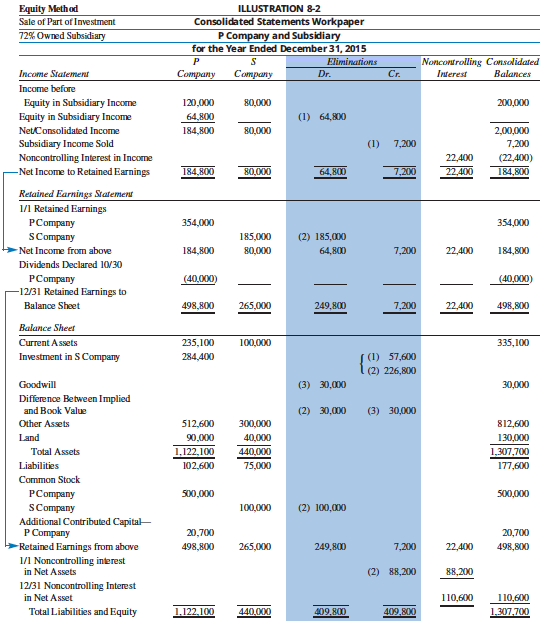 Equity Method ILLUSTRATION 8-2
Sale of Part of Investment Consolidated Statements Workpaper
72% Owned Subsidiary P Company and Subsidiary
for the Year Ended December 31, 2015
P S Eliminations Noncontrolling Consolidated
Income Statement Company Company Dr. Cr. Interest Balances
Income before
Equity in Subsidiary Income 120,000 80,000 200,000
Equity in Subsidiary Income 64,800 (1) 64,800
Net/Consolidated Income 184,800 80,000 2,00,000
Subsidiary Income Sold (1) 7,200 7,200
Noncontrolling Interest in Income 22,400 (22,400)
Net Income to Retained Earnings 184,800 80,000 64,800 7,200 22,400 184,800
Retained Earnings Statement
1/1 Retained Earnings
P Company 354,000 354,000
S Company 185,000 (2) 185,000
Net Income from above 184,800 80,000 64,800 7,200 22,400 184,800
Dividends Declared 10/30
P Company (40,000) (40,000)
12/31 Retained Earnings to
Balance Sheet 498,800 265,000 249,800 7,200 22,400 498,800
Balance Sheet
Current Assets 235,100 100,000 335,100
Investment in S Company 284,400 { (1) 57,600
(2) 226,800
Goodwill (3) 30,000 30,000
Difference Between Implied
and Book Value (2) 30,000 (3) 30,000
Other Assets 512,600 300,000 812,600
Land 90,000 40,000 130,000
Total Assets 1,122,100 440,000 1,307,700
Liabilities 102,600 75,000 177,600
Common Stock
P Company 500,000 500,000
S Company 100,000 (2) 100,000
Additional Contributed Capital—
P Company 20,700 20,700
Retained Earnings from above 498,800 265,000 249,800 7,200 22,400 498,800
1/1 Noncontrolling interest
in Net Assets (2) 88,200 88,200
12/31 Noncontrolling Interest
in Net Asset 110,600 110,600
Total Liabilities and Equity 1,122,100 440,000 409,800 409,800 1,307,700